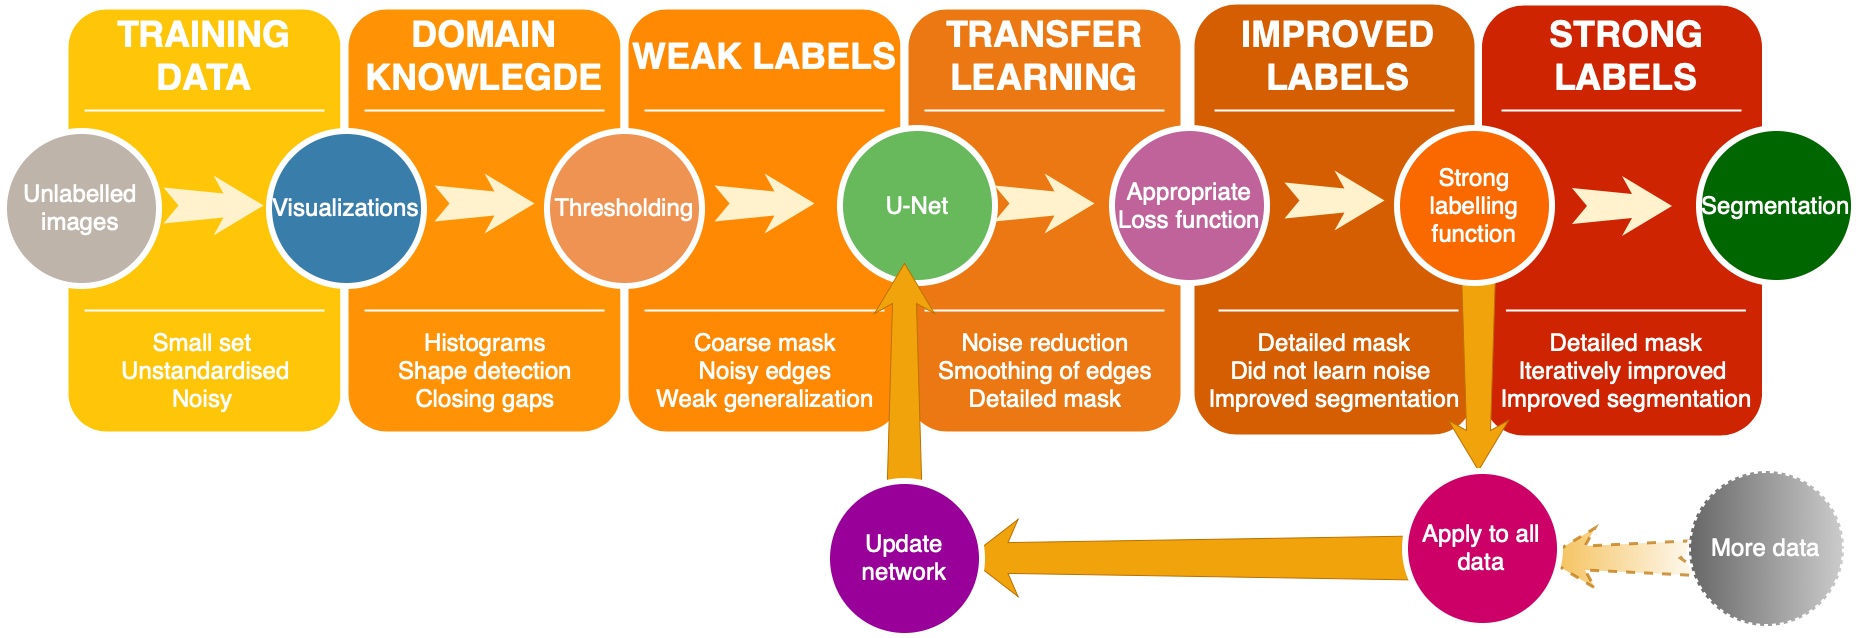 TRAINING
DATA
DOMAIN
KNOWLEGDE
WEAK LABELS
TRANSFER
LEARNING
IMPROVED
LABELS
STRONG
LABELS
Unlabelled
images
Visualizations
Thresholding
U-Net
Appropriate
Loss function
Strong
labelling
function
Segmentation
Small set
Unstandardised
Noisy
Histograms
Shape detection
Closing gaps
Coarse mask
Noisy edges
Weak generalization
Noise reduction
Smoothing of edges
Detailed mask
Detailed mask
Did not learn noise
Improved segmentation
Detailed mask
Iteratively improved
Improved segmentation
Update
network
Apply to all
data
More data